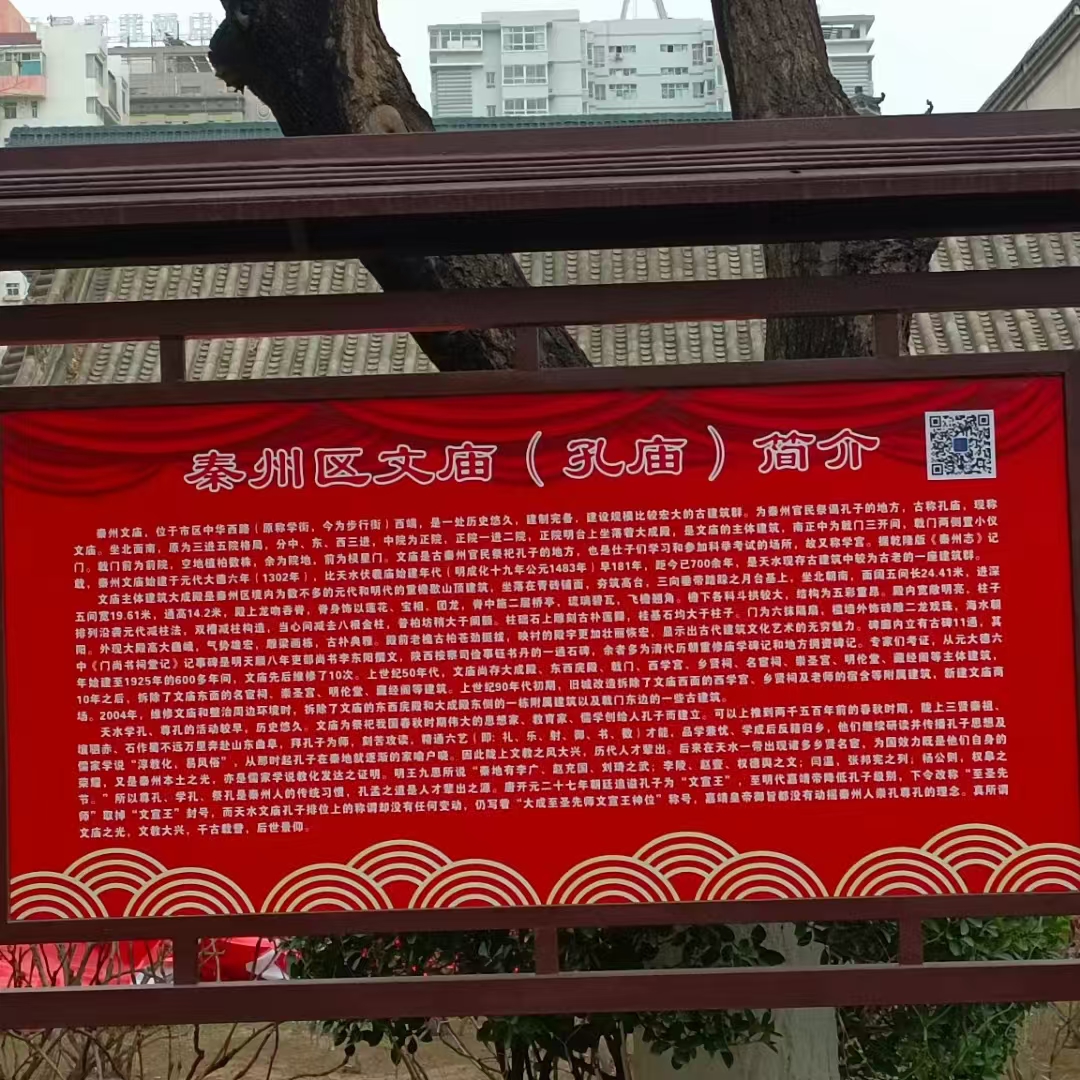 秦州区文庙（孔庙）简介
秦州文庙，位于市区中华西路（原称学街，今为步行街）西端，是一处历史悠久，建制完备，建设规模比较宏大的古建筑群。为秦州官民祭谒孔子的地方，古称孔庙，现称
文庙。坐北面南，原为三进五院格局，分中、东、西三进，中院为正院，正院一进二院，正院明台上坐落着大成殿，是文庙的主体建筑，南正中为戟门三开间，戟门两侧置小仪
门。戟门前为前院，空地植柏数株，余为院地，前为棂星门。文庙是古秦州官民祭祀孔子的地方，也是仕子们学习和参加科举考试的场所，故又称学宫。据乾隆版《秦州志》记
载，秦州文庙始建于元代大德六年（1302年），比天水伏羲庙始建年代（明成化十九年公元1483年）早181年，距今已700余年，是天水现存古建筑中较为古老的一座建筑群。
文庙主体建筑大成殿是秦州区境内为数不多的元代和明代的重檐歇山顶建筑，坐落在青砖铺面，夯筑高台，三向垂带踏跺之月台基上，坐北朝南，面阔五间长24.41米，进深
五间宽19.61米，通高14.2米，殿上龙吻吞脊，脊身饰以莲花、宝相，团龙，脊中第二层桥亭，琉璃碧瓦，飞檐翘角。檐下各科斗拱较大，结构为五彩重昂。殿内宽敞明亮，柱子
排列沿袭元代减柱法，双槽减柱构造，当心间减去八根金柱，普柏坊稍大于阑额。柱础石上雕刻古朴莲瓣，桂基石均大于柱子。门为六抹隔扇，槛墙外饰砖雕二龙戏珠，海水朝
阳。外观大殿高大巍峨，气势雄宏，雕梁画栋，古朴典雅。殿前老槐古柏苍劲挺拔，映衬的殿宇更加壮丽恢宏，显示出古代建筑文化艺术的无穷魅力。碑廊内立有古碑11通，其
中《门尚书祠堂记》记事碑是明天顺八年吏部尚书李东阳撰文，陕西按察司佥事钰书丹的一通石碑，余者多为清代历朝重修庙学碑记和地方捐资碑记。专家们考证，从元大德六
年始建至1925年的600多年间，文庙先后维修了10次。上世纪50年代，文庙尚存大成殿、东西庑殿、戟门、西学宫、乡贤祠、名宦祠、崇圣宫、明伦堂、藏经阁等主体建筑，
10年之后，拆除了文庙东面的名宦祠、崇圣宫、明伦堂、藏经阁等建筑。上世纪90年代初期，旧城改造拆除了文庙西面的西学宫、乡贤祠及老师的宿舍等附属建筑，新建文庙商
场。2004年，维修文庙和整治周边环境时，拆除了文庙的东西庑殿和大成殿东侧的一栋附属建筑以及戟门东边的一些古建筑。
天水学孔、尊孔的活动较早，历史悠久。文庙为祭祀我国春秋时期伟大的思想家、教育家、儒学创始人孔子而建立。可以上推到两千五百年前的春秋时期，陇上三贤秦祖、
壤驷赤、石作蜀不远万里奔赴山东曲阜，拜孔子为师，刻苦攻读，精通六艺（即：礼、乐、射、御、书、数）才能，品学兼优、学成后反籍归乡，他们继续研读并传播孔子思想及
儒家学说“淳教化，易风俗”，从那时起孔子在秦地就逐渐的家喻户晓。因此陇上文教之风大兴，历代人才辈出。后来在天水一带出现诸多乡贤名宦，为国效力既是他们自身的
荣耀，又是秦州本土之光，亦是儒家学说教化发达之证明。明王九思所说“秦地有李广、赵充国、刘琦之武；李陵、赵壹、权德舆之文；闫温，张邦宪之列；杨公则，权皋之
节。”所以尊孔、学孔、祭孔是秦州人的传统习惯，孔孟之道是人才辈出之源。唐开元二十七年朝廷追谥孔子为“文宣王”，至明代嘉靖帝降低孔子级别，下令改称“至圣先
师”取掉“文宣王”封号，而天水文庙孔子排位上的称谓却没有任何变动，仍写着“大成至圣先师文宣王神位”称号，嘉靖皇帝御旨都没有动摇秦州人崇孔尊孔的理念。真所谓
文庙之光，文教大兴，千古载誉，后世景仰。